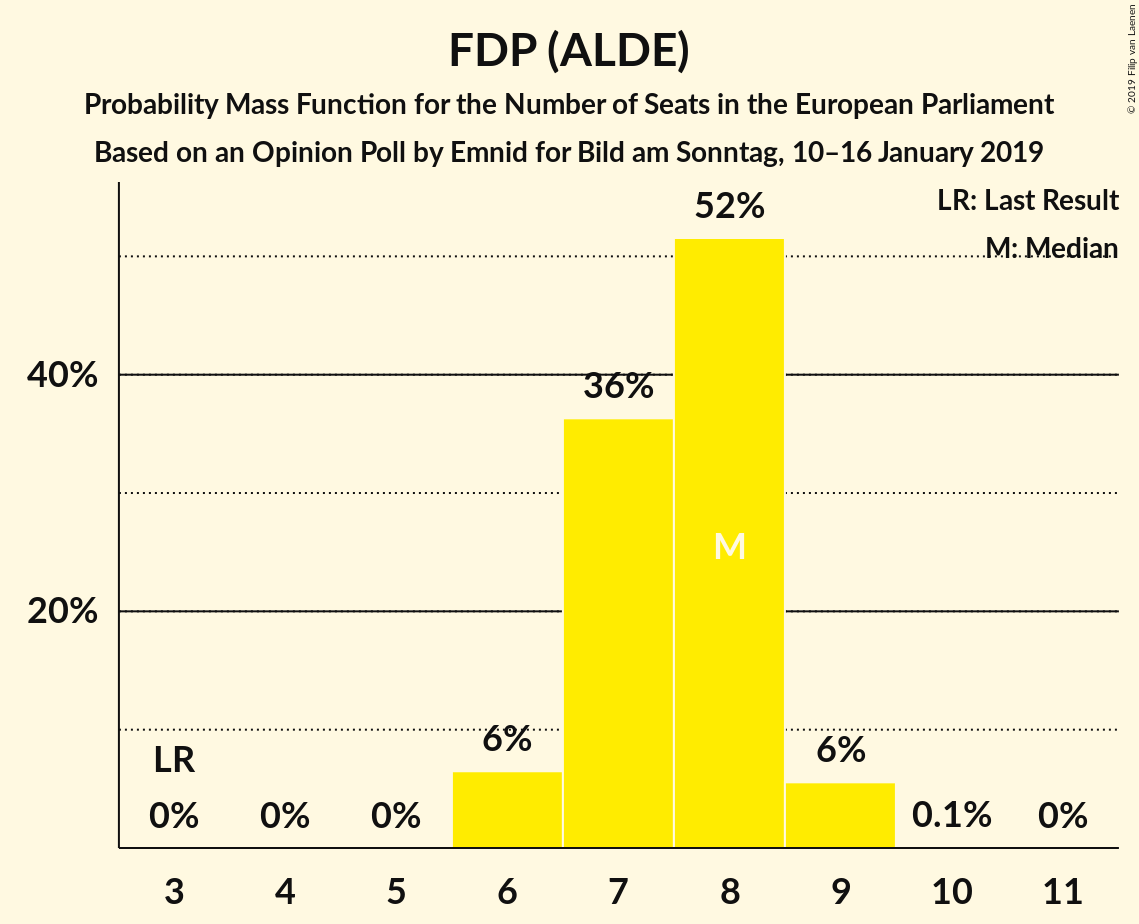 FDP (ALDE)
Probability Mass Function for the Number of Seats in the European Parliament
Based on an Opinion Poll by Emnid for Bild am Sonntag, 10–16 January 2019
© 2019 Filip van Laenen
LR: Last Result
M: Median
52%
40%
36%
M
20%
6%
6%
LR
0%
0%
0%
0.1%
0%
3 4 5 6 7 8 9 10 11